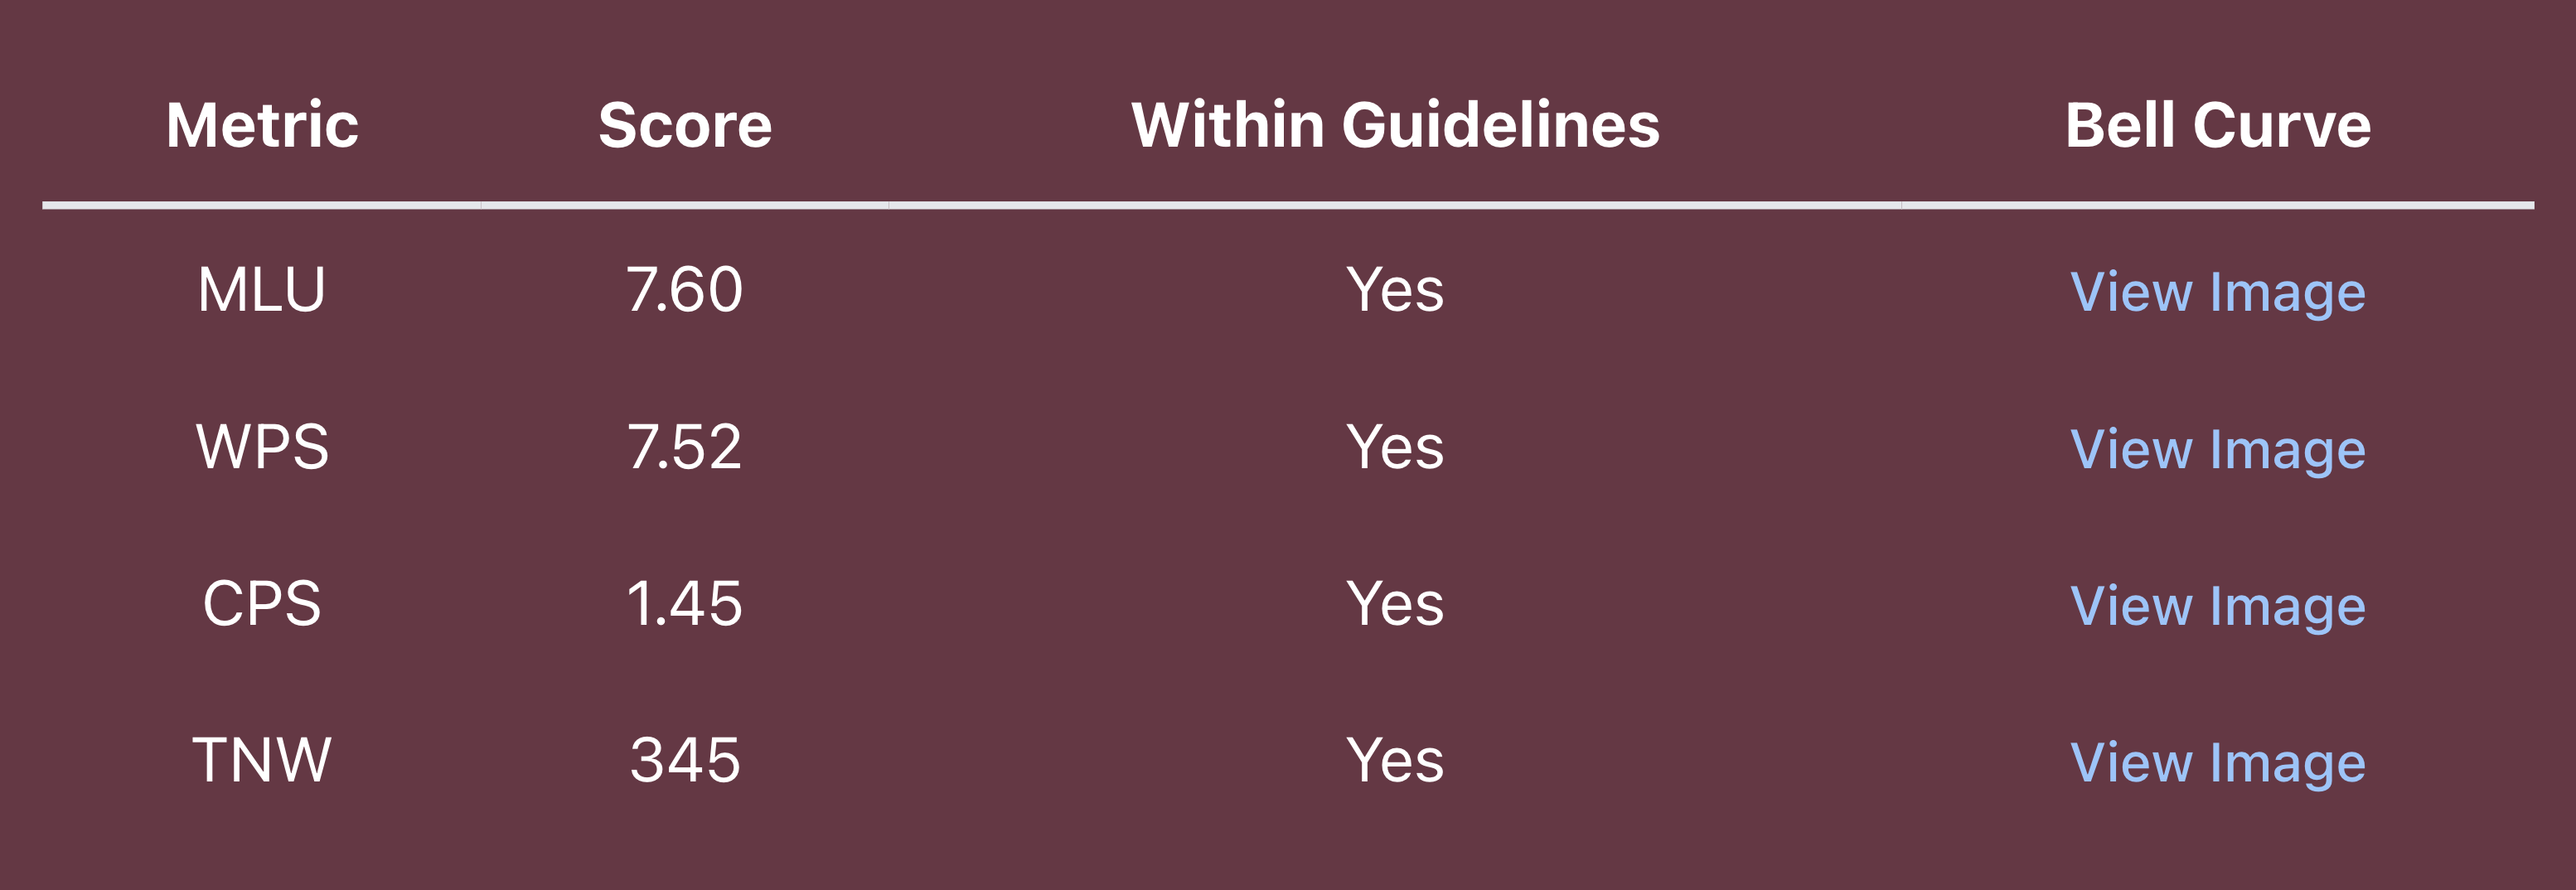 Metric Score Within Guidelines Bell Curve
MLU 7.60 Yes View Image
WPS 7.52 Yes View Image
CPS 1.45 Yes View Image
TNW 345 Yes View Image